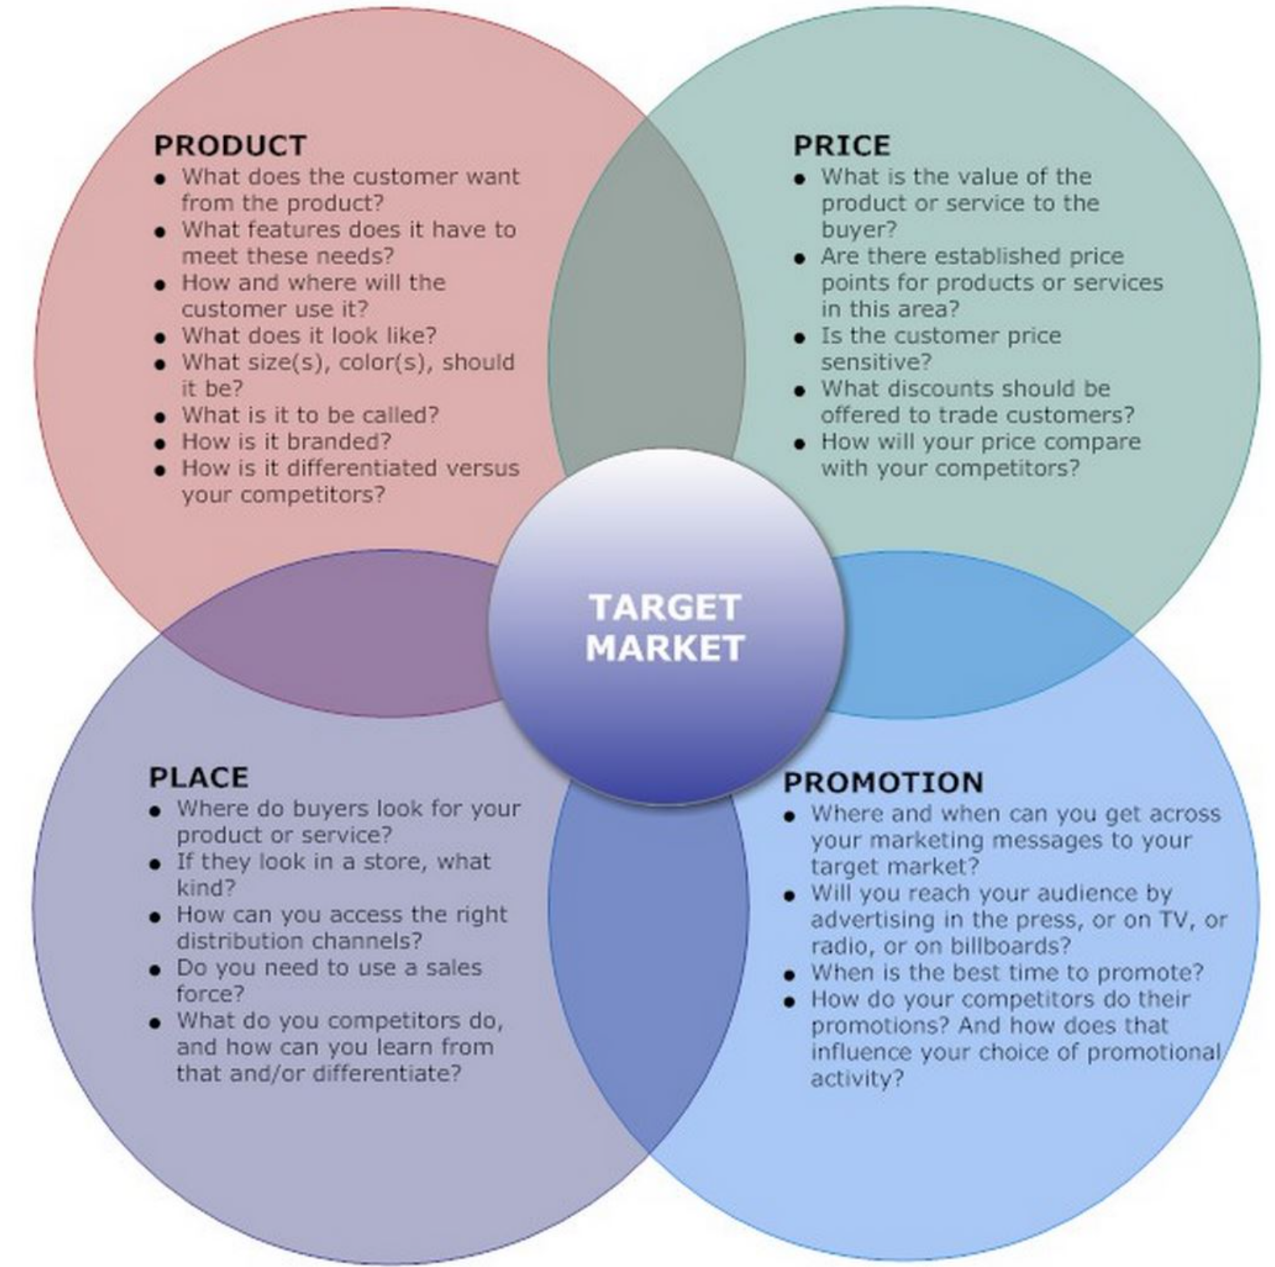 PRODUCT
• What does the customer want
from the product?
• What features does it have to
meet these needs?
• How and where will the
customer use it?
• What does it look like?
• What size(s), color(s), should
it be?
• What is it to be called?
• How is it branded?
• How is it differentiated versus
your competitors?
PRICE
• What is the value of the
product or service to the
buyer?
• Are there established price
points for products or services
in this area?
• Is the customer price
sensitive?
• What discounts should be
offered to trade customers?
• How will your price compare
with your competitors?
TARGET
MARKET
PLACE
• Where do buyers look for your
product or service?
• If they look in a store, what
kind?
• How can you access the right
distribution channels?
• Do you need to use a sales
force?
• What do you competitors do,
and how can you learn from
that and/or differentiate?
PROMOTION
• Where and when can you get across
your marketing messages to your
target market?
• Will you reach your audience by
advertising in the press, or on TV, or
radio, or on billboards?
• When is the best time to promote?
• How do your competitors do their
promotions? And how does that
influence your choice of promotional
activity?